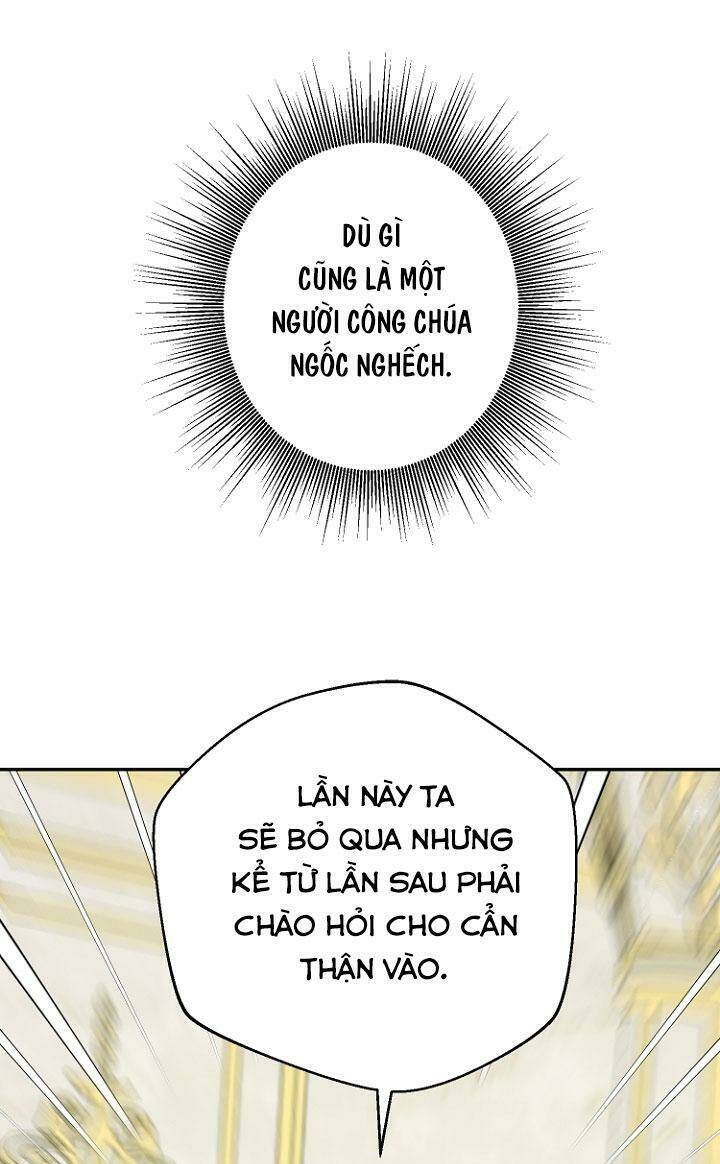 DÙ GÌ
CŨNG LÀ MỘT
NGƯỜI CÔNG CHÚA
NGỐC NGHẾCH.
LẦN NÀY TA
SẼ BỎ QUA NHƯNG
KỂ TỪ LẦN SAU PHẢI
CHÀO HỎI CHO CẨN
THẬN VÀO.